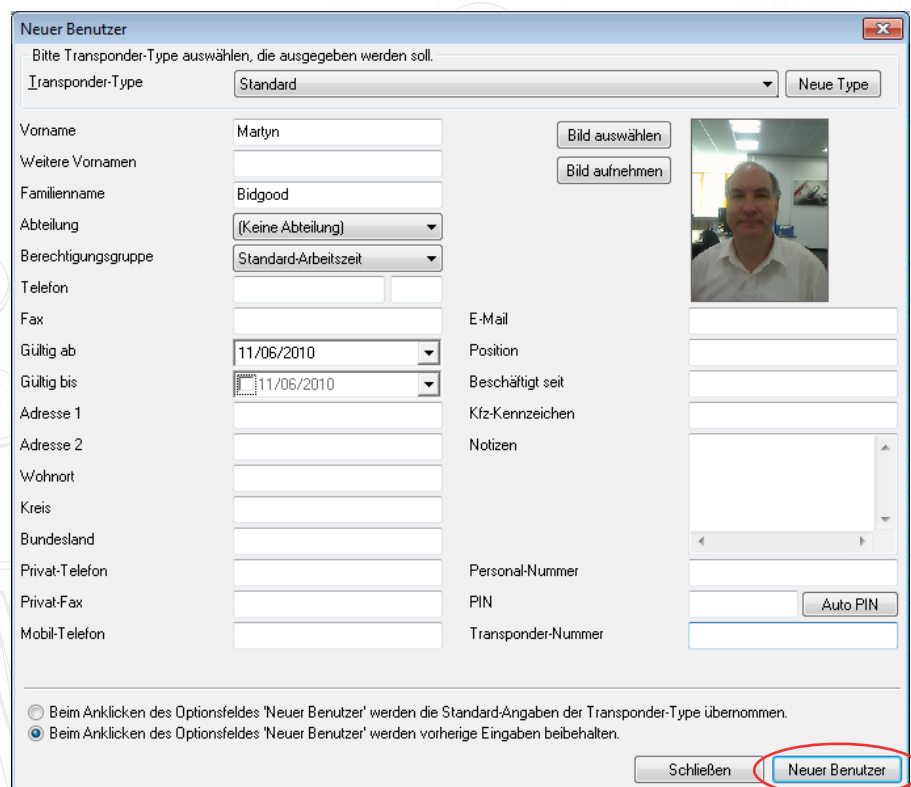 Neuer Benutzer
Bitte Transponder-Type auswählen, die ausgegeben werden soll.
Transponder-Type Standard Neue Type
Vorname Martyn Bild auswählen
Weitere Vornamen Bild aufnehmen
Familienname Bidgood
Abteilung (Keine Abteilung)
Berechtigungsgruppe Standard-Arbeitszeit
Telefon
Fax E-Mail
Gültig ab 11/06/2010 Position
Gültig bis 11/06/2010 Beschäftigt seit
Adresse 1 Kfz-Kennzeichen
Adresse 2 Notizen
Wohnort
Kreis
Bundesland
Privat-Telefon Personal-Nummer
Privat-Fax PIN Auto PIN
Mobil-Telefon Transponder-Nummer
Beim Anklicken des Optionsfeldes 'Neuer Benutzer' werden die Standard-Angaben der Transponder-Type übernommen.
Beim Anklicken des Optionsfeldes 'Neuer Benutzer' werden vorherige Eingaben beibehalten.
Schließen Neuer Benutzer